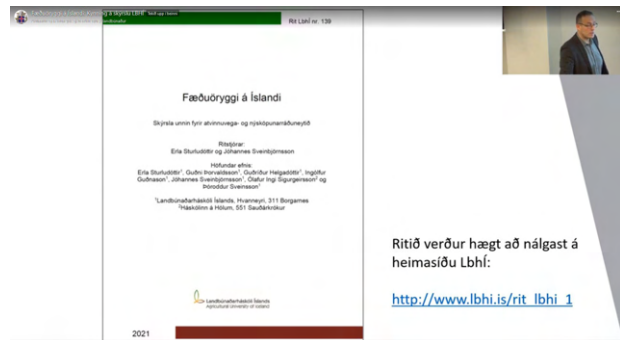 Rit LbhÍ nr. 139
Fæðuöryggi á Íslandi
Skýrsla unnin fyrir atvinnuvega- og nýsköpunarráðuneytið
Ritstjórar:
Erla Sturludóttir og Jóhannes Sveinbjörnsson
Höfundar efnis:
Erla Sturludóttir¹, Guðni Þorvaldsson¹, Guðríður Helgadóttir¹, Ingólfur
Guðnason¹, Jóhannes Sveinbjörnsson¹, Ólafur Ingi Sigurgeirsson² og
Þóroddur Sveinsson¹
¹Landbúnaðarháskóli Íslands, Hvanneyri, 311 Borgarnes
²Háskólinn á Hólum, 551 Sauðárkrókur
Landbúnaðarháskóli Íslands
Agricultural University of Iceland
2021
Ritið verður hægt að nálgast á
heimasíðu LbhÍ:
http://www.lbhi.is/rit_lbhi_1